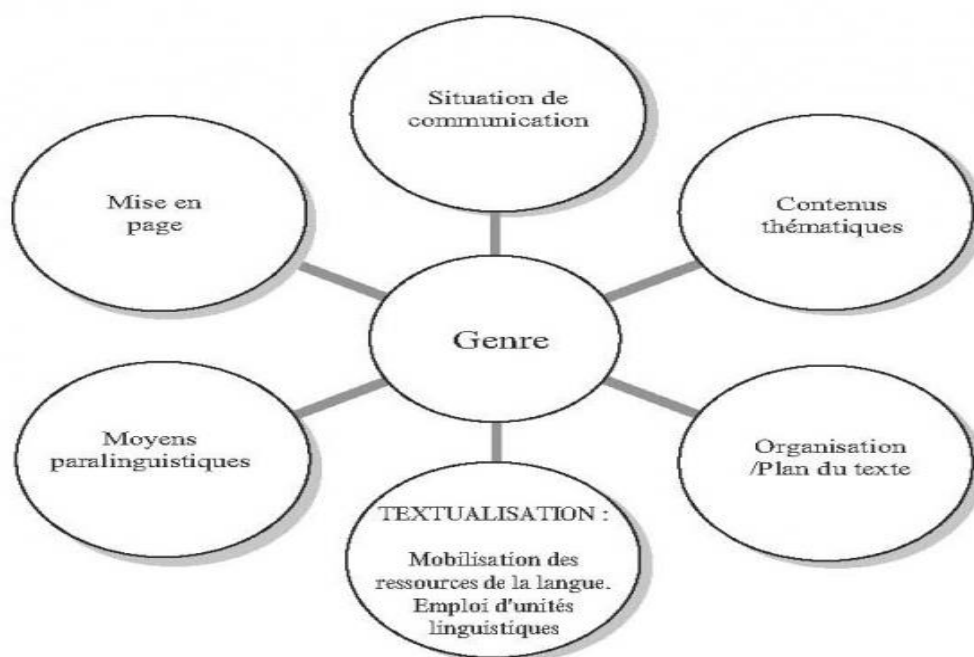 Situation de
communication
Mise en
page
Contenus
thématiques
Genre
Moyens
paralinguistiques
Organisation
/Plan du texte
TEXTUALISATION :
Mobilisation des
ressources de la langue.
Emploi d'unités
linguistiques